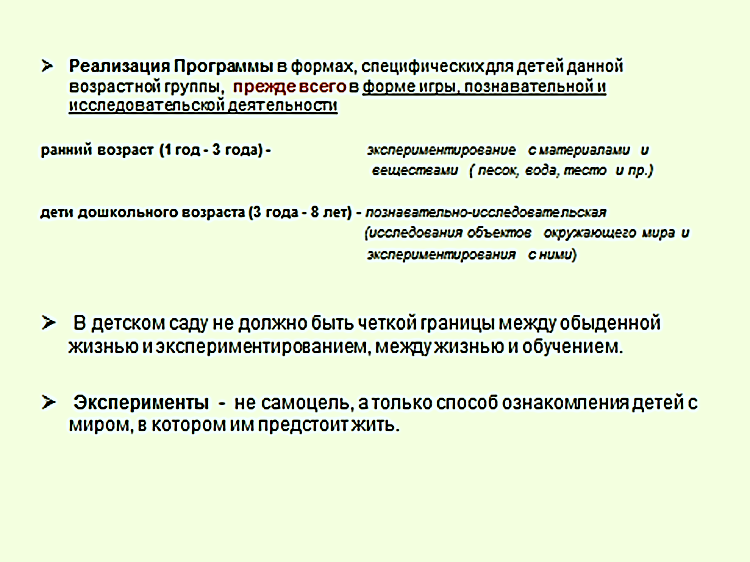 ➢ Реализация Программы в формах, специфических для детей данной
возрастной группы, прежде всего в форме игры, познавательной и
исследовательской деятельности
ранний возраст (1 год - 3 года) - экспериментирование с материалами и
веществами ( песок, вода, тесто и пр.)
дети дошкольного возраста (3 года - 8 лет) - познавательно-исследовательская
(исследования объектов окружающего мира и
экспериментирования с ними)
➢ В детском саду не должно быть четкой границы между обыденной
жизнью и экспериментированием, между жизнью и обучением.
➢ Эксперименты - не самоцель, а только способ ознакомления детей с
миром, в котором им предстоит жить.